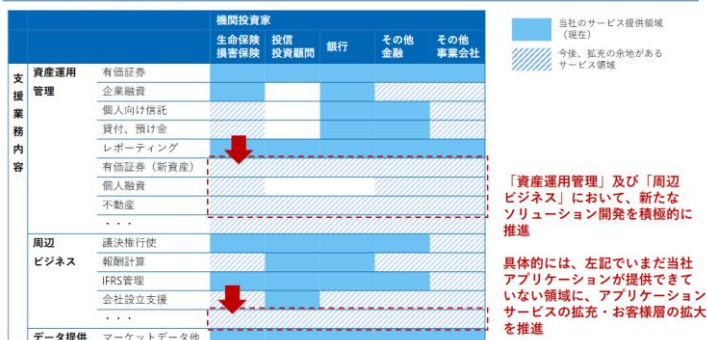 機関投資家
生命保険 投信 銀行 その他 その他
損害保険 投資顧問 金融 事業会社
当社のサービス提供領域
(現在)
今後、拡充の余地がある
サービス領域
支援業務内容
資産運用 有価証券
管理 企業融資
個人向け信託
貸付、預け金
レポーティング
有価証券(新資産)
個人融資
不動産
・・・
周辺 議決権行使
ビジネス 報酬計算
IFRS管理
会社設立支援
・・・
データ提供 マーケットデータ他
「資産運用管理」及び「周辺
ビジネス」において、新たな
ソリューション開発を積極的に
推進
具体的には、左記でいまだ当社
アプリケーションが提供できて
いない領域に、アプリケーション
サービスの拡充・お客様層の拡大
を推進